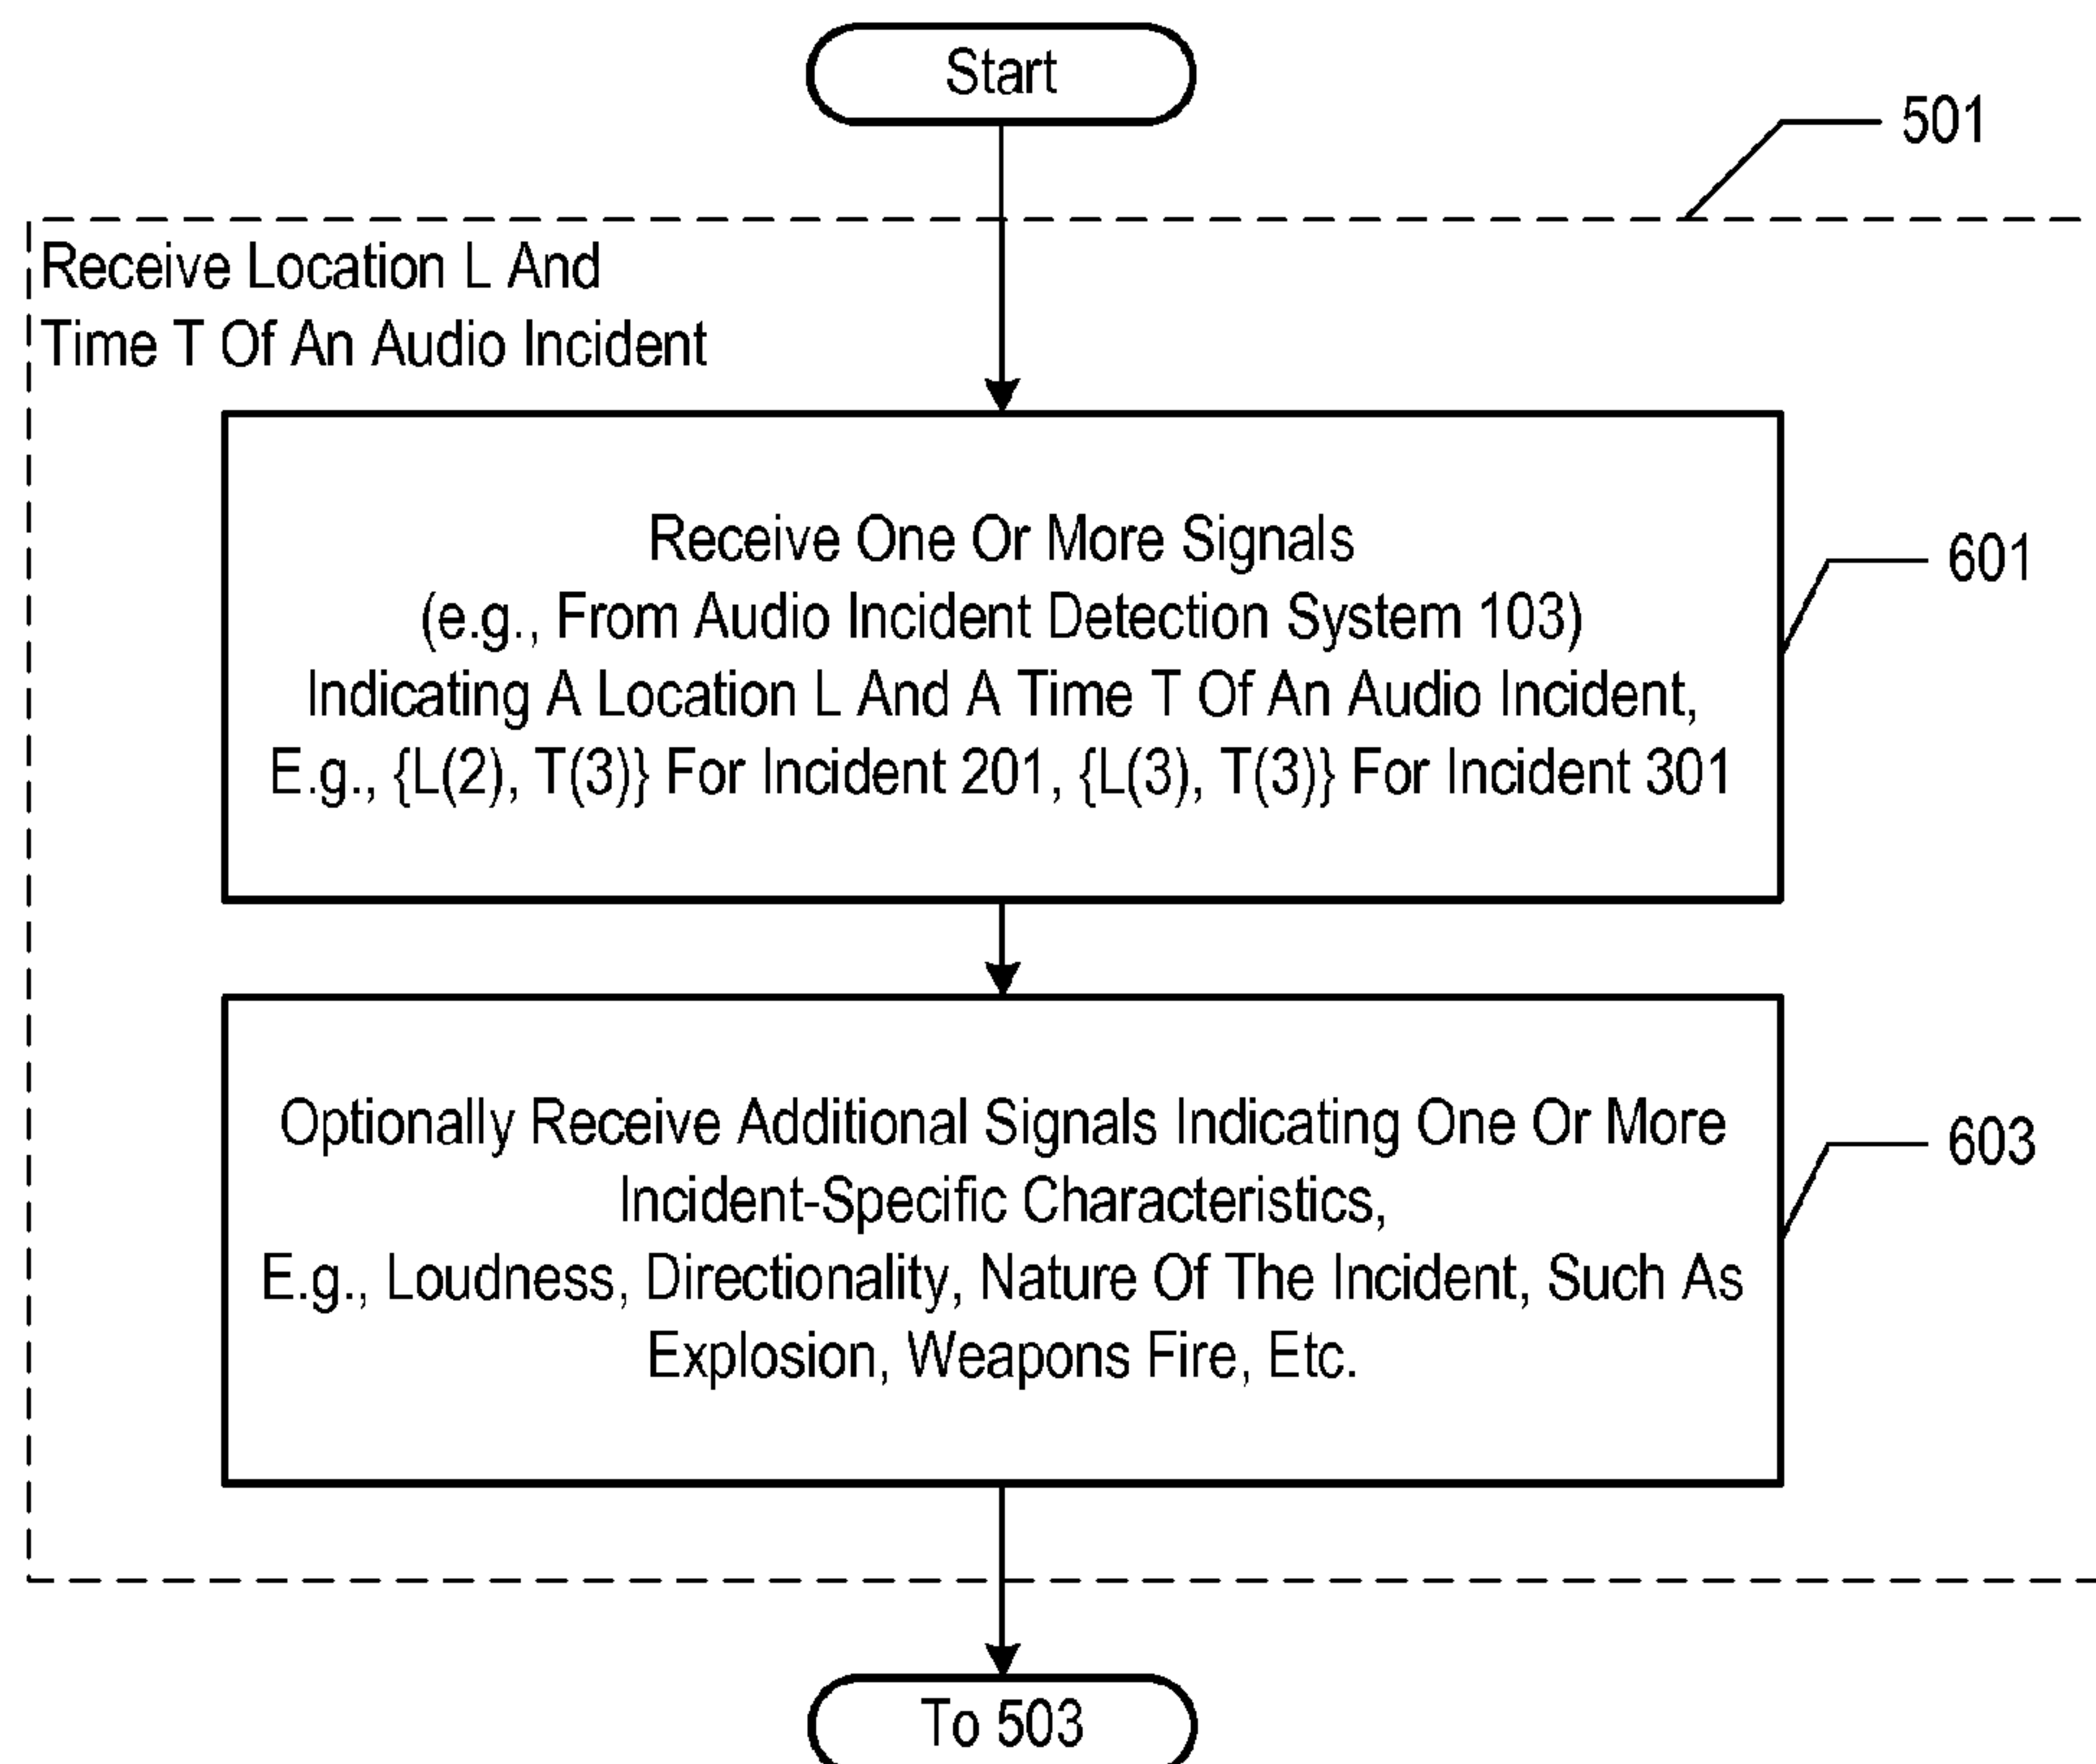 Start
501
Receive Location L And
Time T Of An Audio Incident
Receive One Or More Signals
(e.g., From Audio Incident Detection System 103)
Indicating A Location L And A Time T Of An Audio Incident,
E.g., {L(2), T(3)} For Incident 201, {L(3), T(3)} For Incident 301
601
Optionally Receive Additional Signals Indicating One Or More
Incident-Specific Characteristics,
E.g., Loudness, Directionality, Nature Of The Incident, Such As
Explosion, Weapons Fire, Etc.
603
To 503